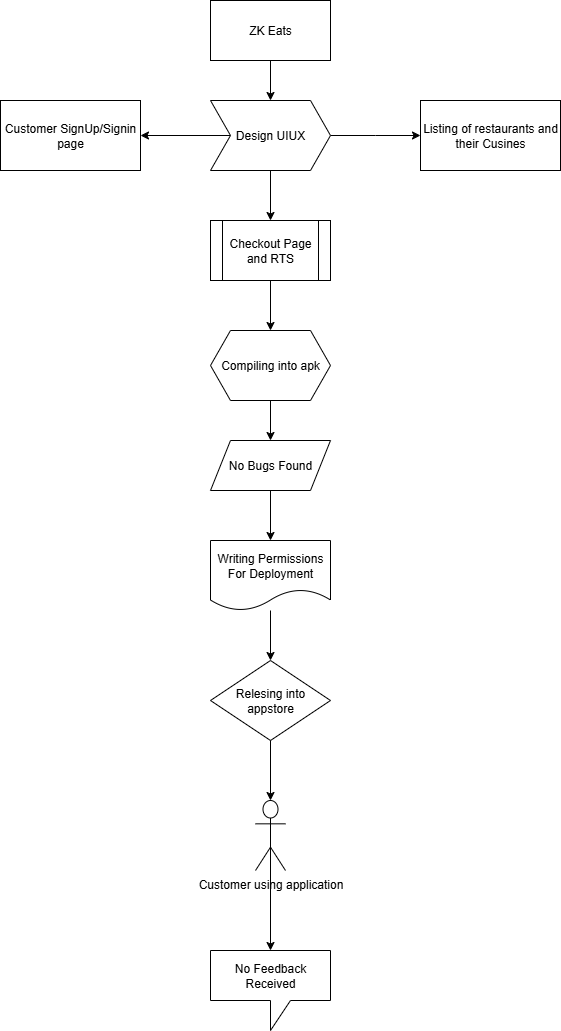 ZK Eats
Customer SignUp/Signin
page
Design UIUX
Listing of restaurants and
their Cusines
Checkout Page
and RTS
Compiling into apk
No Bugs Found
Writing Permissions
For Deployment
Relesing into
appstore
Customer using application
No Feedback
Received